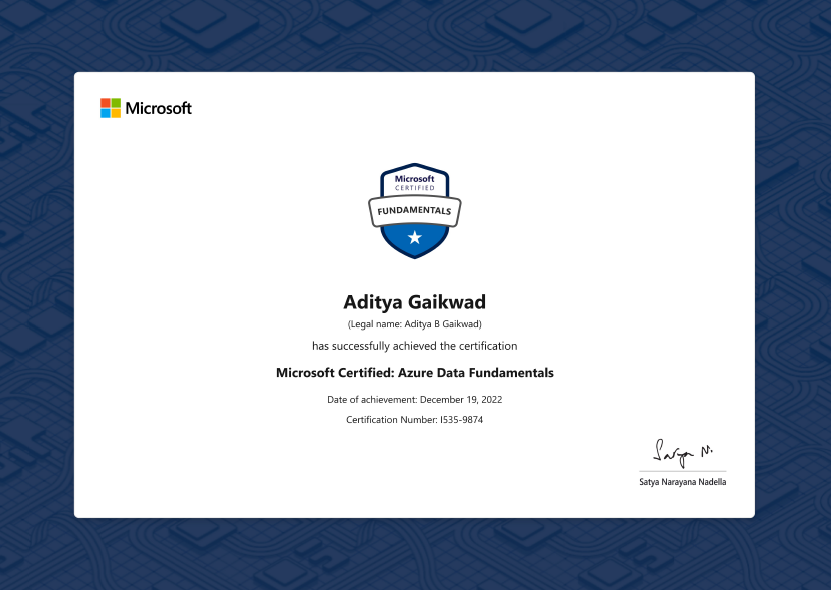 Microsoft
Microsoft
CERTIFIED
FUNDAMENTALS
Aditya Gaikwad
(Legal name: Aditya B Gaikwad)
has successfully achieved the certification
Microsoft Certified: Azure Data Fundamentals
Date of achievement: December 19, 2022
Certification Number: I535-9874
Satya N.
Satya Narayana Nadella